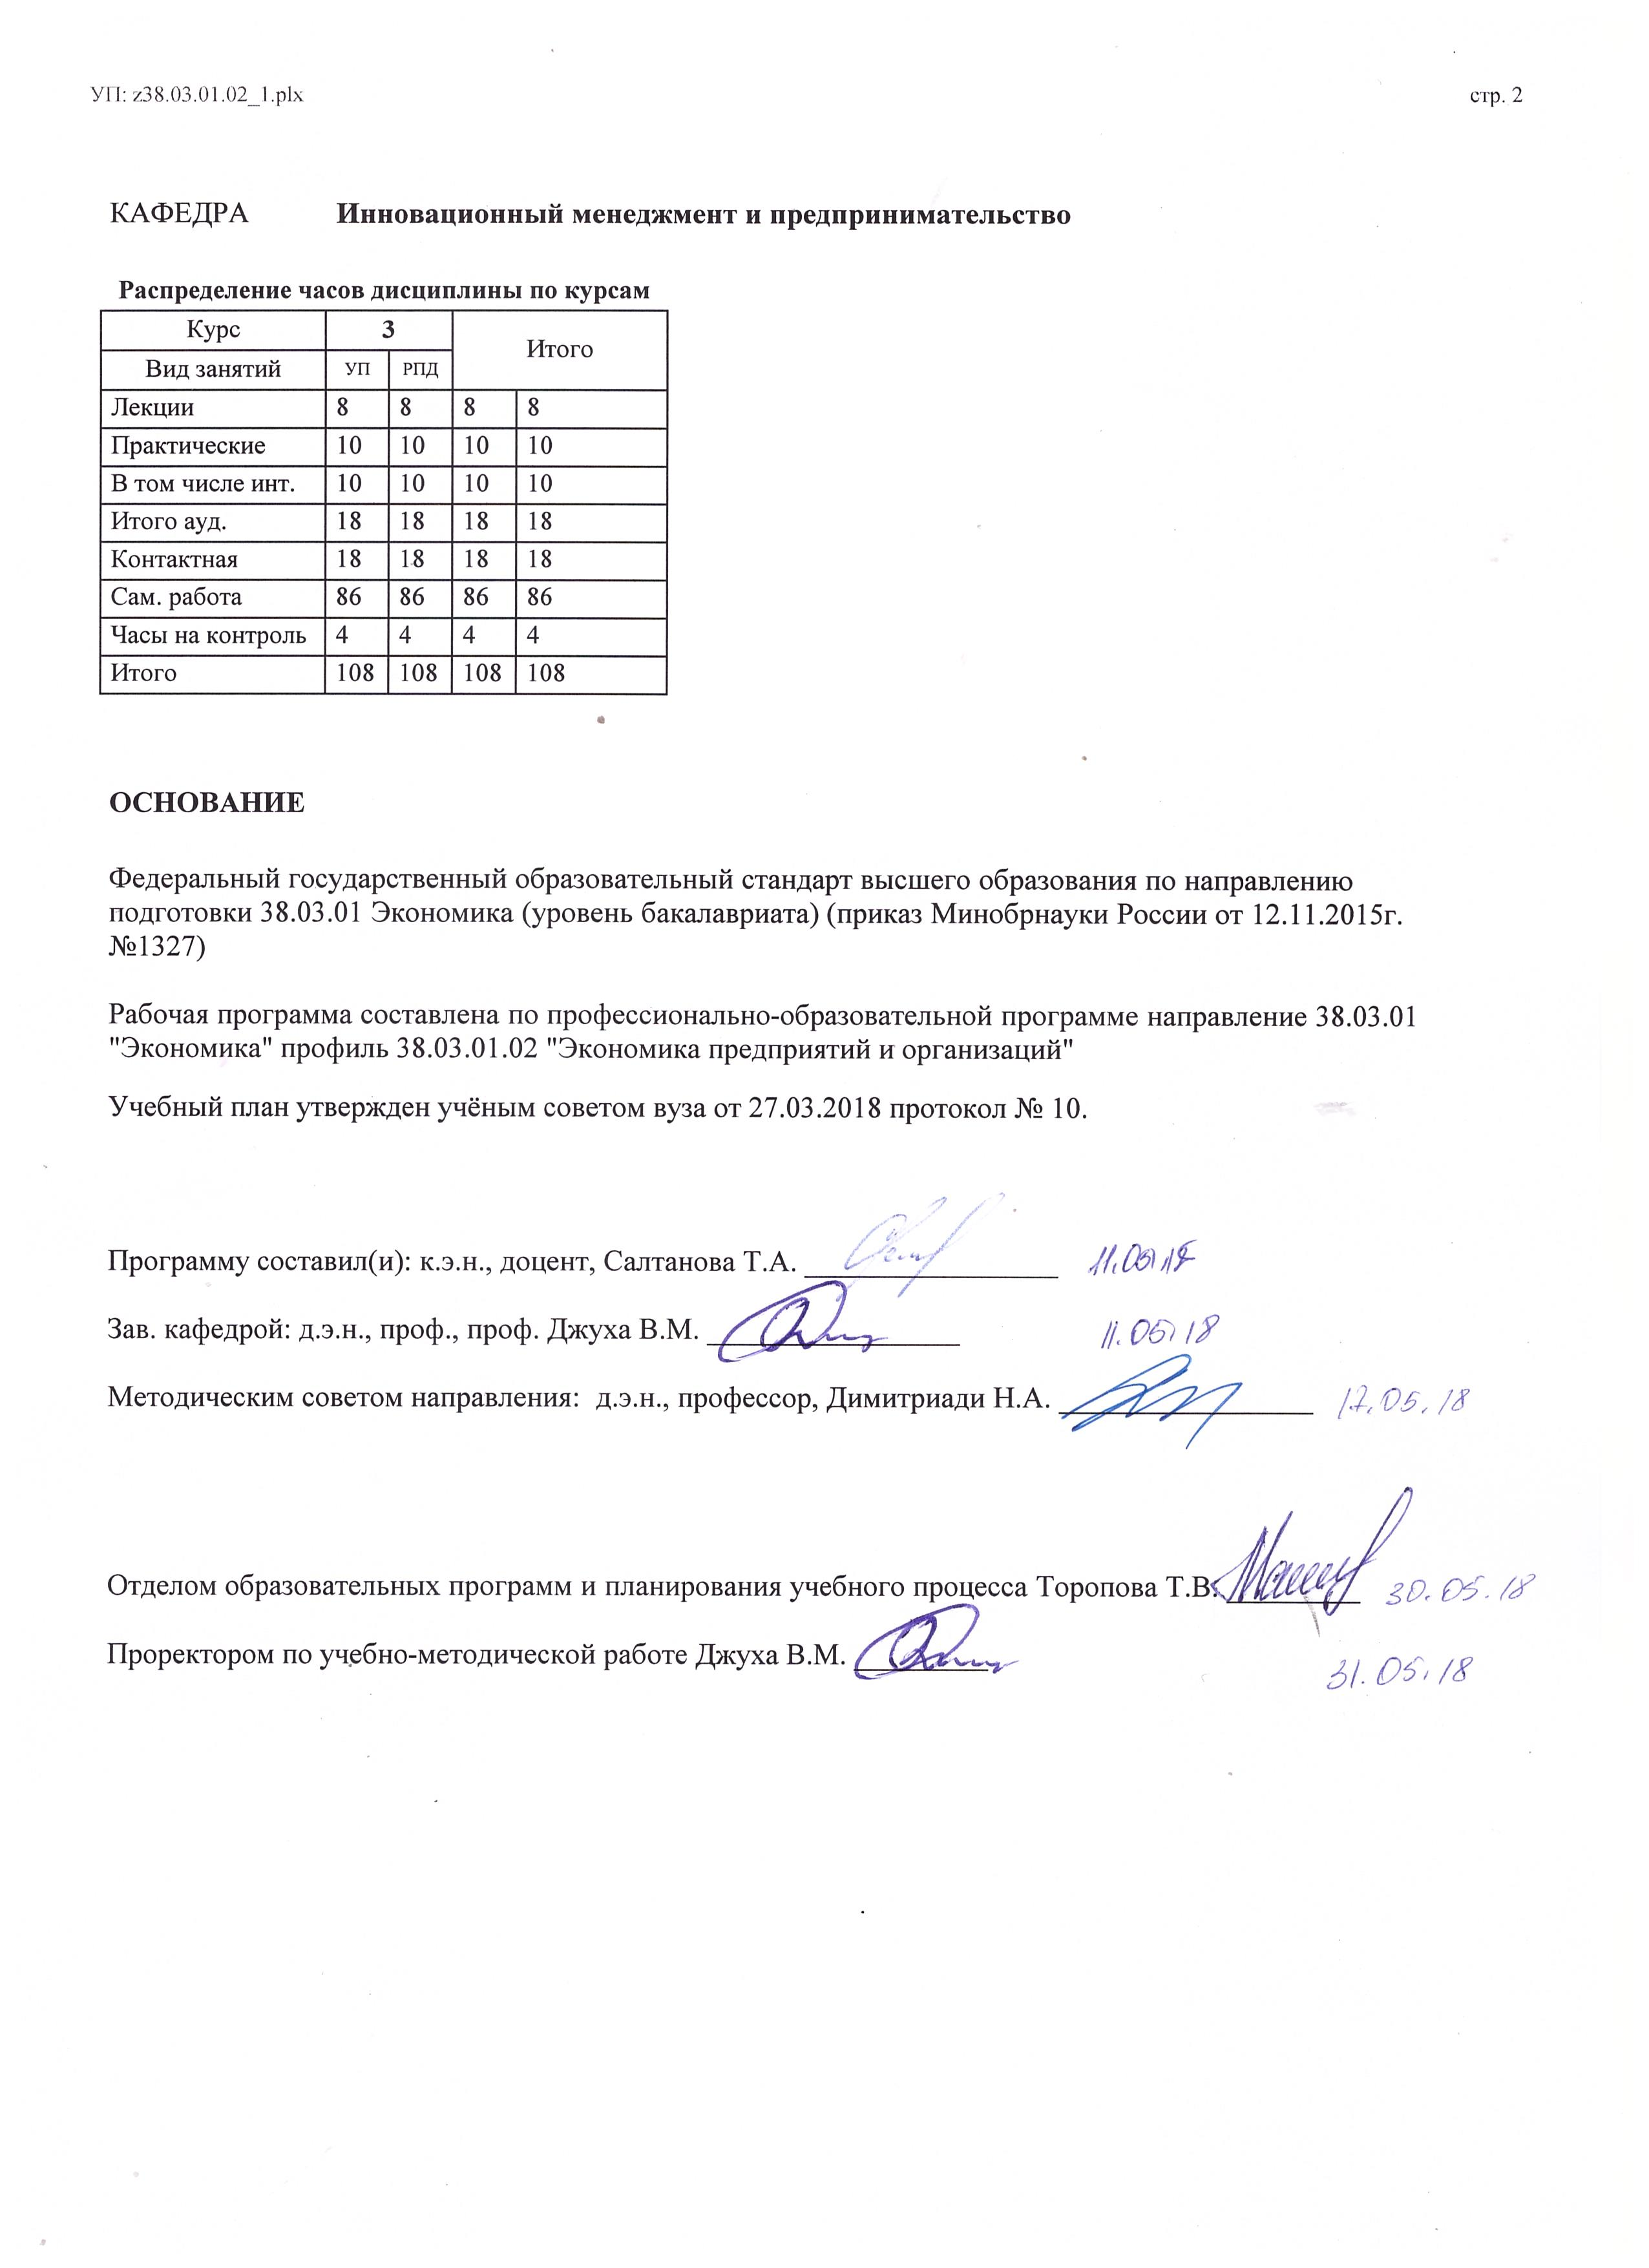 УП: z38.03.01.02_1.plx стр. 2
КАФЕДРА Инновационный менеджмент и предпринимательство
Распределение часов дисциплины по курсам
Курс 3 Итого
Вид занятий УП РПД
Лекции 8 8 8 8
Практические 10 10 10 10
В том числе инт. 10 10 10 10
Итого ауд. 18 18 18 18
Контактная 18 18 18 18
Сам. работа 86 86 86 86
Часы на контроль 4 4 4 4
Итого 108 108 108 108
ОСНОВАНИЕ
Федеральный государственный образовательный стандарт высшего образования по направлению
подготовки 38.03.01 Экономика (уровень бакалавриата) (приказ Минобрнауки России от 12.11.2015г.
№1327)
Рабочая программа составлена по профессионально-образовательной программе направление 38.03.01
"Экономика" профиль 38.03.01.02 "Экономика предприятий и организаций"
Учебный план утвержден учёным советом вуза от 27.03.2018 протокол № 10.
Программу составил(и): к.э.н., доцент, Салтанова Т.А. 11.05.18
Зав. кафедрой: д.э.н., проф., проф. Джуха В.М. 11.05.18
Методическим советом направления: д.э.н., профессор, Димитриади Н.А. 17.05.18
Отделом образовательных программ и планирования учебного процесса Торопова Т.В. 30.05.18
Проректором по учебно-методической работе Джуха В.М. 31.05.18